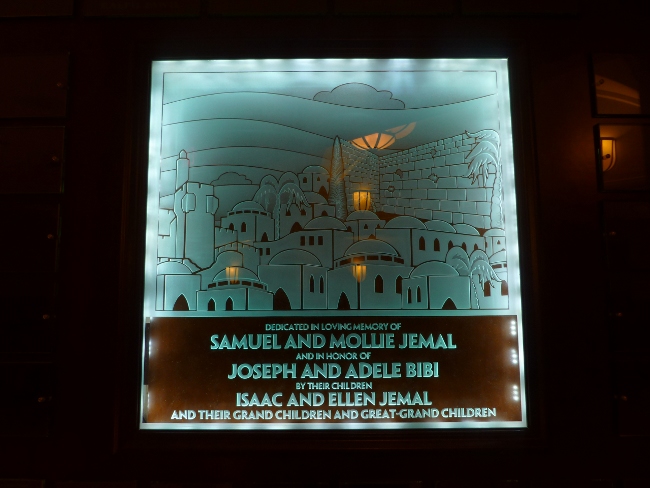 DEDICATED IN LOVING MEMORY OF
SAMUEL AND MOLLIE JEMAL
AND IN HONOR OF
JOSEPH AND ADELE BIBI
BY THEIR CHILDREN
ISAAC AND ELLEN JEMAL
AND THEIR GRAND CHILDREN AND GREAT-GRAND CHILDREN